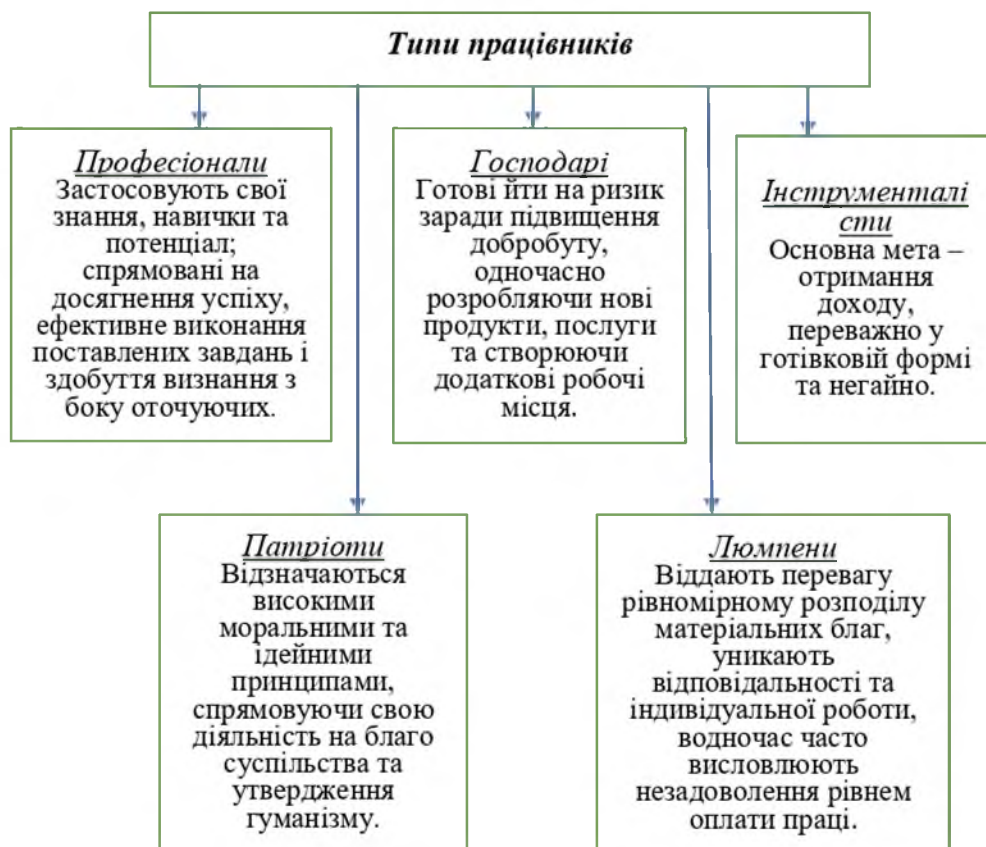 Типи працівників
Професіонали
Застосовують свої
знання, навички та
потенціал;
спрямовані на
досягнення успіху,
ефективне виконання
поставлених завдань і
здобуття визнання з
боку оточуючих.
Господарі
Готові йти на ризик
заради підвищення
добробуту,
одночасно
розробляючи нові
продукти, послуги
та створюючи
додаткові робочі
місця.
Інструменталі
сти
Основна мета –
отримання
доходу,
переважно у
готівковій формі
та негайно.
Патріоти
Відзначаються
високими
моральними та
ідейними
принципами,
спрямовуючи свою
діяльність на благо
суспільства та
утвердження
гуманізму.
Люмпени
Віддають перевагу
рівномірному розподілу
матеріальних благ,
уникають
відповідальності та
індивідуальної роботи,
водночас часто
висловлюють
незадоволення рівнем
оплати праці.